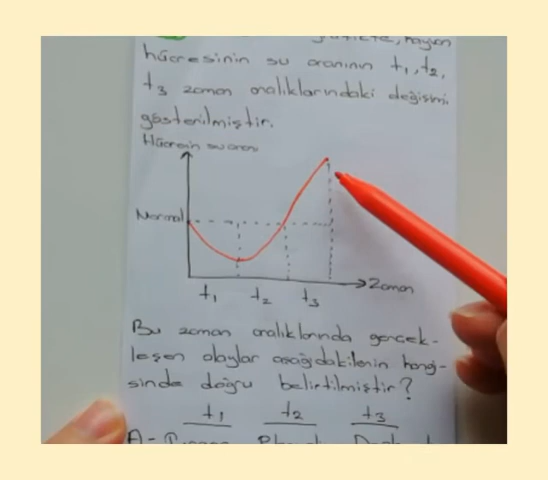 hayvan
hücresinin su oranının t₁, t₂,
t₃ zaman aralıklarındaki değişimi
gösterilmiştir.
Hücrenin su oranı
Normal
Zaman
t₁ t₂ t₃
Bu zaman aralıklarında gerçek-
leşen olaylar aşağıdakilerin hangi-
sinde doğru belirtilmiştir?
t₁ t₂ t₃
A-